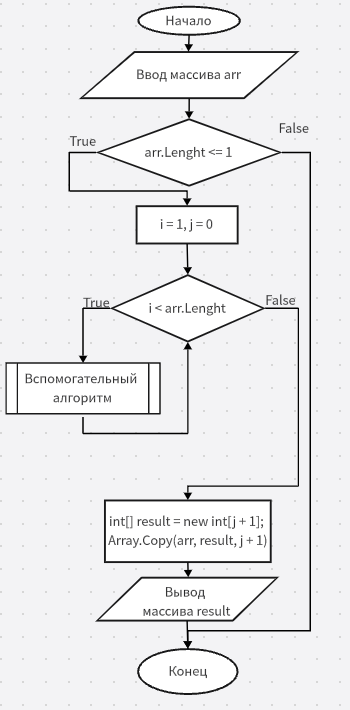 Начало
Ввод массива arr
True
False
arr.Lenght <= 1
i = 1, j = 0
True
False
i < arr.Lenght
Вспомогательный
алгоритм
int[] result = new int[j + 1];
Array.Copy(arr, result, j + 1)
Вывод
массива result
Конец